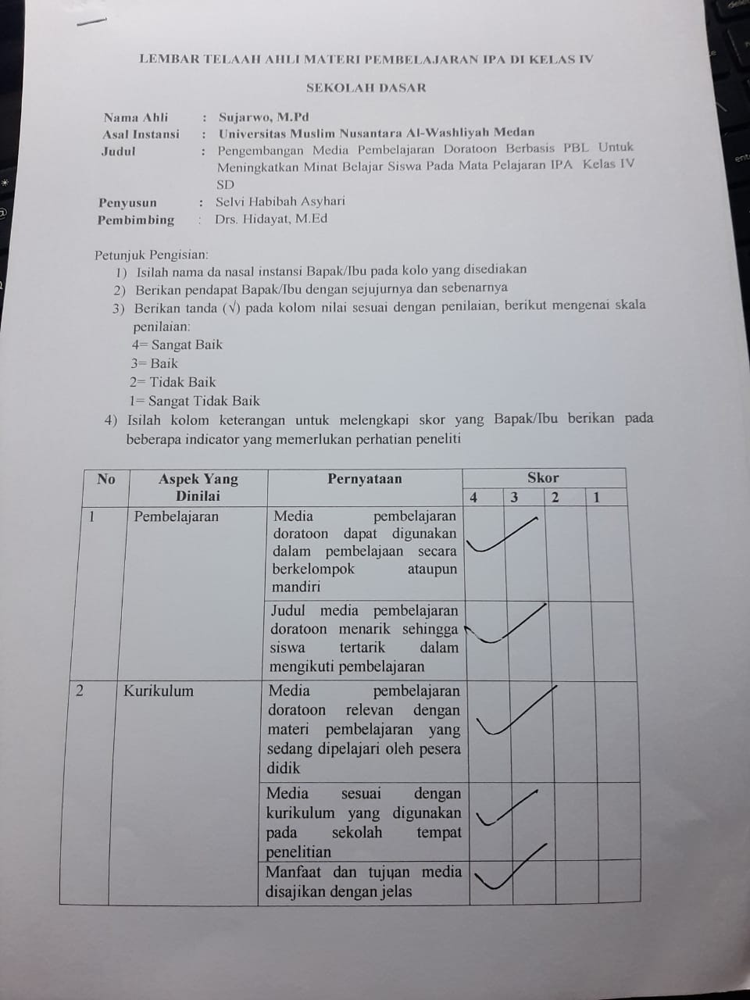 LEMBAR TELAAH AHLI MATERI PEMBELAJARAN IPA DI KELAS IV
SEKOLAH DASAR
Nama Ahli : Sujarwo, M.Pd
Asal Instansi : Universitas Muslim Nusantara Al-Washliyah Medan
Judul : Pengembangan Media Pembelajaran Doratoon Berbasis PBL Untuk
Meningkatkan Minat Belajar Siswa Pada Mata Pelajaran IPA Kelas IV
SD
Penyusun : Selvi Habibah Asyhari
Pembimbing : Drs. Hidayat, M.Ed
Petunjuk Pengisian:
1) Isilah nama da nasal instansi Bapak/Ibu pada kolo yang disediakan
2) Berikan pendapat Bapak/Ibu dengan sejujurnya dan sebenarnya
3) Berikan tanda (√) pada kolom nilai sesuai dengan penilaian, berikut mengenai skala
penilaian:
4= Sangat Baik
3= Baik
2= Tidak Baik
1= Sangat Tidak Baik
4) Isilah kolom keterangan untuk melengkapi skor yang Bapak/Ibu berikan pada
beberapa indicator yang memerlukan perhatian peneliti
No Aspek Yang Dinilai Pernyataan Skor
4 3 2 1
1 Pembelajaran Media pembelajaran
doratoon dapat digunakan
dalam pembelajaan secara
berkelompok ataupun
mandiri
√
Judul media pembelajaran
doratoon menarik sehingga
siswa tertarik dalam
mengikuti pembelajaran
√
2 Kurikulum Media pembelajaran
doratoon relevan dengan
materi pembelajaran yang
sedang dipelajari oleh pesera
didik
√
Media sesuai dengan
kurikulum yang digunakan
pada sekolah tempat
penelitian
√
Manfaat dan tujuan media
disajikan dengan jelas
√